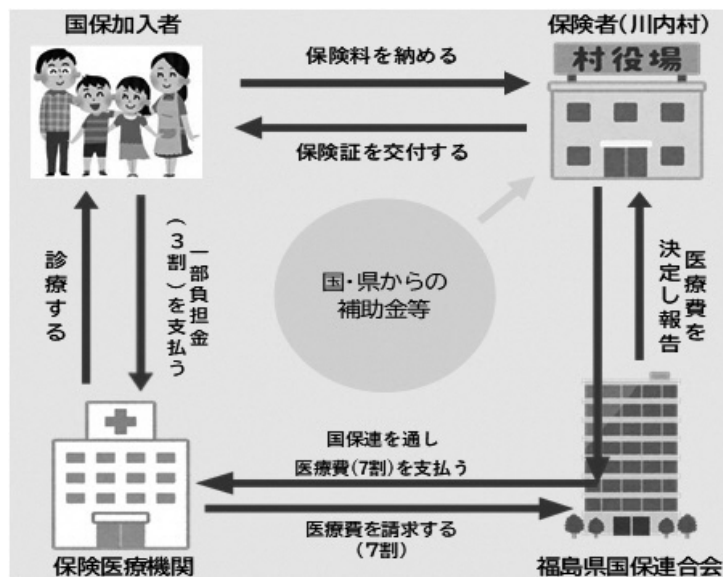 国保加入者
保険者(川内村)
村役場
保険料を納める
保険証を交付する
診療する
一部負担金
(3割)を支払う
国・県からの
補助金等
医療費を
決定し報告
国保連を通し
医療費(7割)を支払う
医療費を請求する
(7割)
保険医療機関
福島県国保連合会